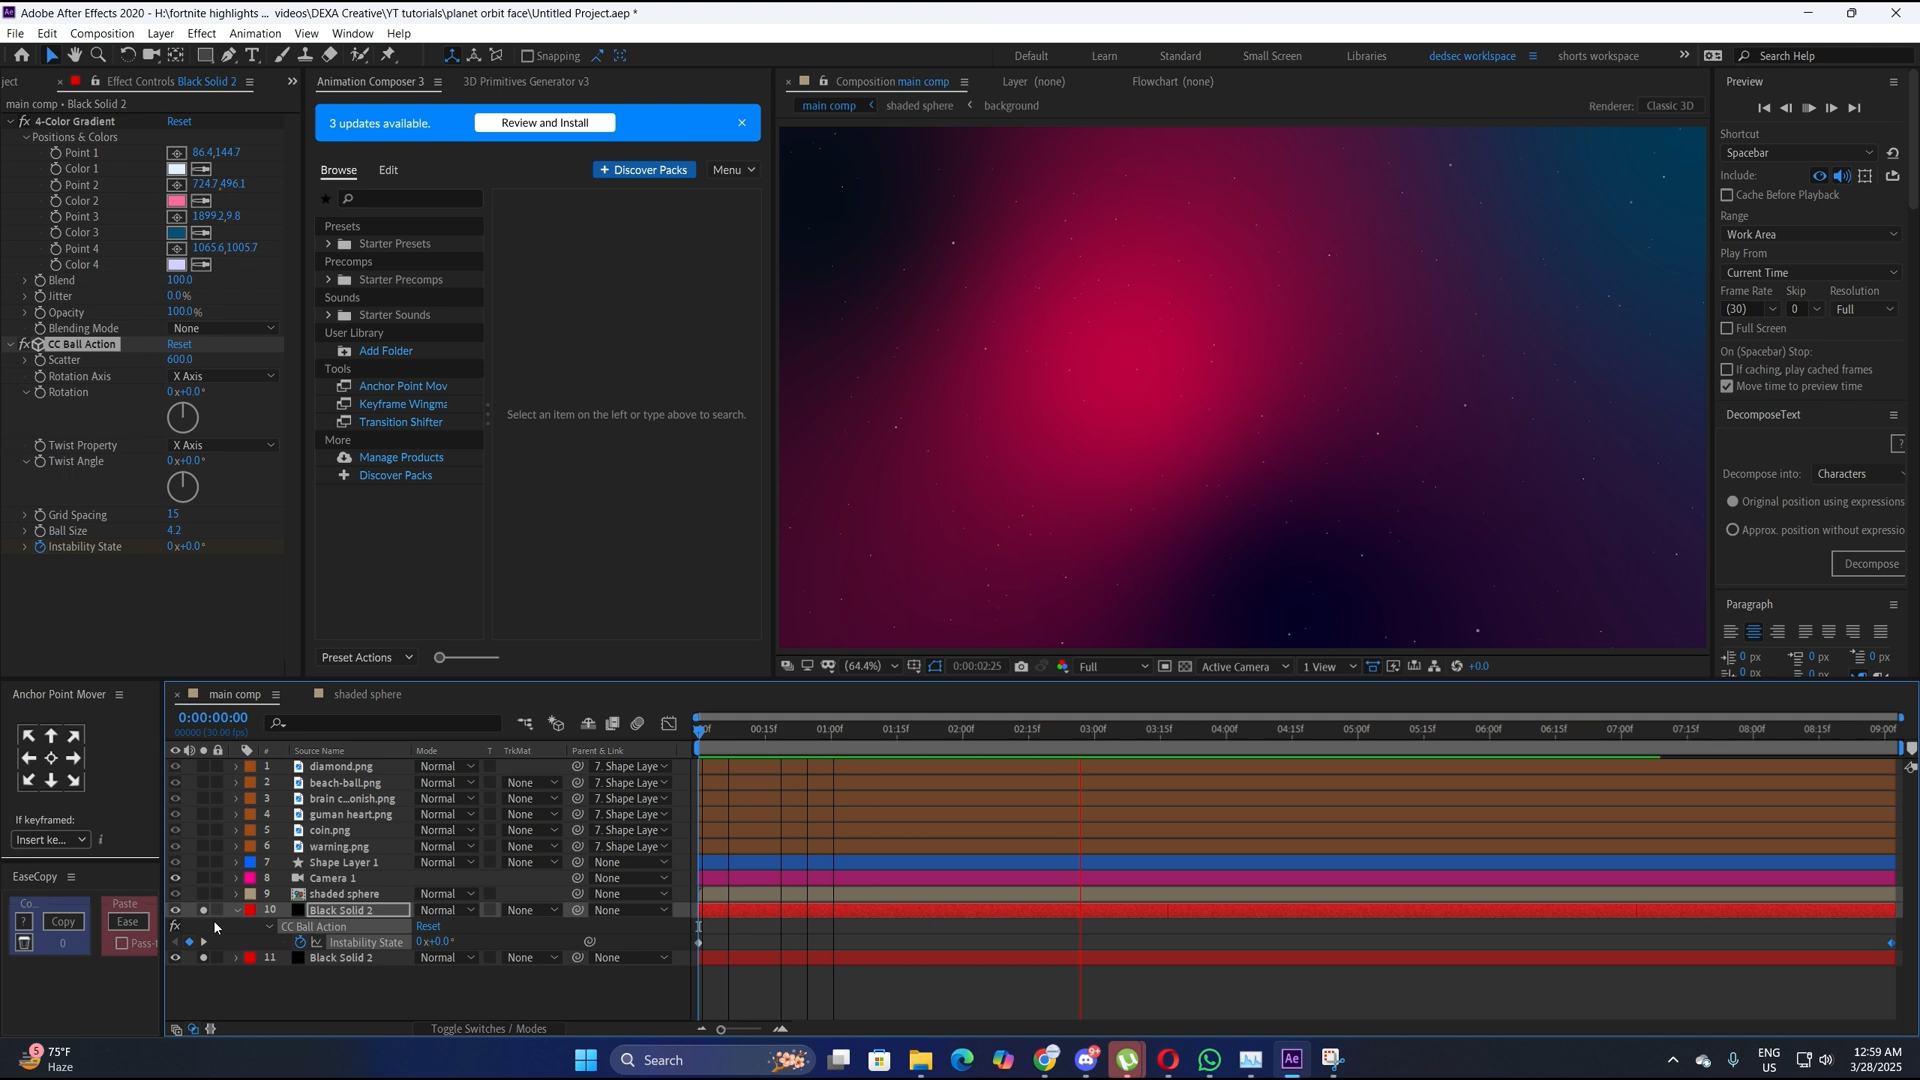 Adobe After Effects 2020 - H:\fortnite highlights ... videos\DEXA Creative\YT tutorials\planet orbit face\Untitled Project.aep *
File Edit Composition Layer Effect Animation View Window Help
Snapping Default Learn Standard Small Screen Libraries dedsec worklspace shorts workspace Search Help
ject Effect Controls Black Solid 2
main comp • Black Solid 2
fx 4-Color Gradient Reset
Positions & Colors
Point 1 86.4,144.7
Color 1
Point 2 724.7,496.1
Color 2
Point 3 1899.2,9.8
Color 3
Point 4 1065.6,1005.7
Color 4
Blend 100.0
Jitter 0.0%
Opacity 100.0%
Blending Mode None
fx CC Ball Action Reset
Scatter 600.0
Rotation Axis X Axis
Rotation 0x+0.0°
Twist Property X Axis
Twist Angle 0x+0.0°
Grid Spacing 15
Ball Size 4.2
Instability State 0x+0.0°
Animation Composer 3 3D Primitives Generator v3
3 updates available. Review and Install
Browse Edit + Discover Packs Menu
Presets
Starter Presets
Precomps
Starter Precomps
Sounds
Starter Sounds
User Library
Add Folder
Tools
Anchor Point Mov
Keyframe Wingma
Transition Shifter
More
Manage Products
Discover Packs
Select an item on the left or type above to search.
Preset Actions
Composition main comp Layer (none) Flowchart (none)
main comp shaded sphere background Renderer: Classic 3D
(64.4%) 0:00:02:25 Full Active Camera 1 View +0.0
Preview
Shortcut
Spacebar
Include:
Cache Before Playback
Range
Work Area
Play From
Current Time
Frame Rate Skip Resolution
(30) 0 Full
Full Screen
On (Spacebar) Stop:
If caching, play cached frames
Move time to preview time
DecomposeText
?
Decompose into: Characters
Original position using expressions
Approx. position without expressio
Decompose
Paragraph
0 px 0 px 0 px
0 px 0 px
Anchor Point Mover
If keyframed:
Insert ke... i
EaseCopy
Co... Paste
? Copy Ease
0 Pass-t
main comp shaded sphere
0:00:00:00
00000 (30.00 fps)
00f 00:15f 01:00f 01:15f 02:00f 02:15f 03:00f 03:15f 04:00f 04:15f 05:00f 05:15f 06:00f 06:15f 07:00f 07:15f 08:00f 08:15f 09:00f
# Source Name Mode T TrkMat Parent & Link
1 diamond.png Normal 7. Shape Laye
2 beach-ball.png Normal None 7. Shape Laye
3 brain c...onish.png Normal None 7. Shape Laye
4 guman heart.png Normal None 7. Shape Laye
5 coin.png Normal None 7. Shape Laye
6 warning.png Normal None 7. Shape Laye
7 Shape Layer 1 Normal None None
8 Camera 1 None
9 shaded sphere Normal None None
10 Black Solid 2 Normal None None
fx CC Ball Action Reset
Instability State 0x+0.0°
11 Black Solid 2 Normal None None
Toggle Switches / Modes
5 75°F
Haze
Search
Ae
ENG
US
12:59 AM
3/28/2025